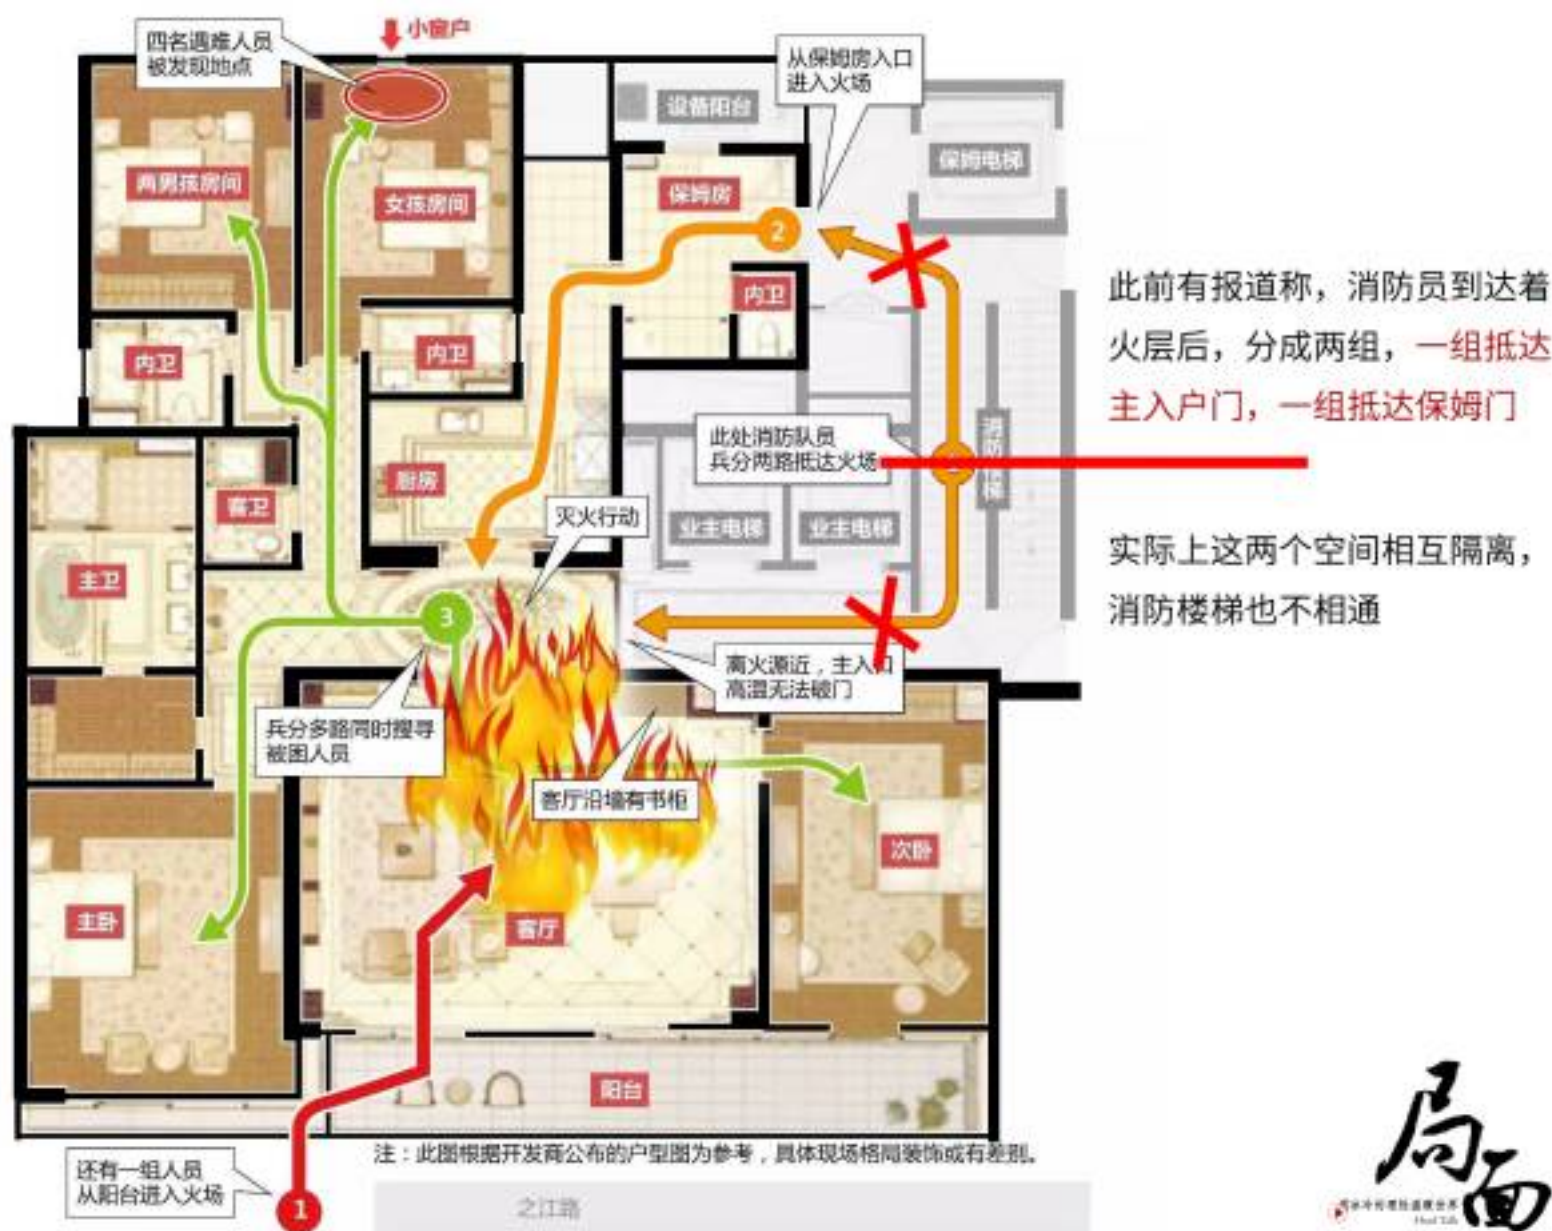 四名遇难人员
被发现地点
小窗户
从保姆房入口
进入火场
设备阳台
保姆电梯
两男孩房间
女孩房间
保姆房
2
内卫
内卫
内卫
此前有报道称，消防员到达着
火层后，分成两组，一组抵达
主入户门，一组抵达保姆门
此处消防队员
兵分两路抵达火场
厨房
客卫
灭火行动
业主电梯
业主电梯
实际上这两个空间相互隔离，
消防楼梯也不相通
主卫
3
离火源近，主入口
高温无法破门
兵分多路同时搜寻
被困人员
客厅沿墙有书柜
次卧
主卧
客厅
阳台
注：此图根据开发商公布的户型图为参考，具体现场格局装饰或有差别。
还有一组人员
从阳台进入火场
1
之江路
局面